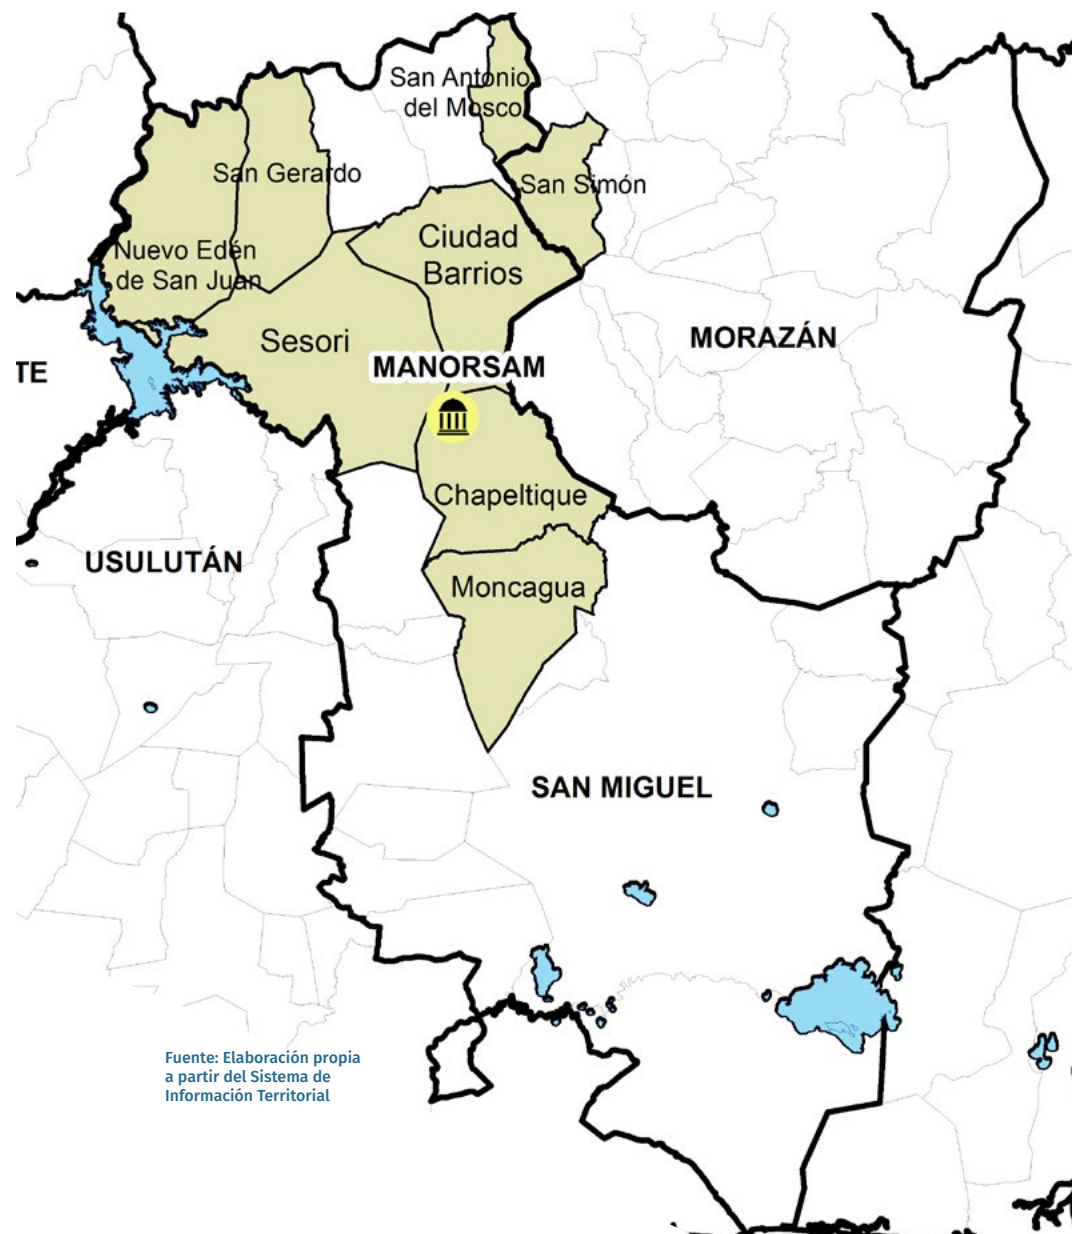 San Antonio
del Mosco
San Gerardo
San Simón
Ciudad
Barrios
Nuevo Edén
de San Juan
Sesori
MORAZÁN
MANORSAM
TE
Chapeltique
USULUTÁN
Moncagua
SAN MIGUEL
Fuente: Elaboración propia
a partir del Sistema de
Información Territorial